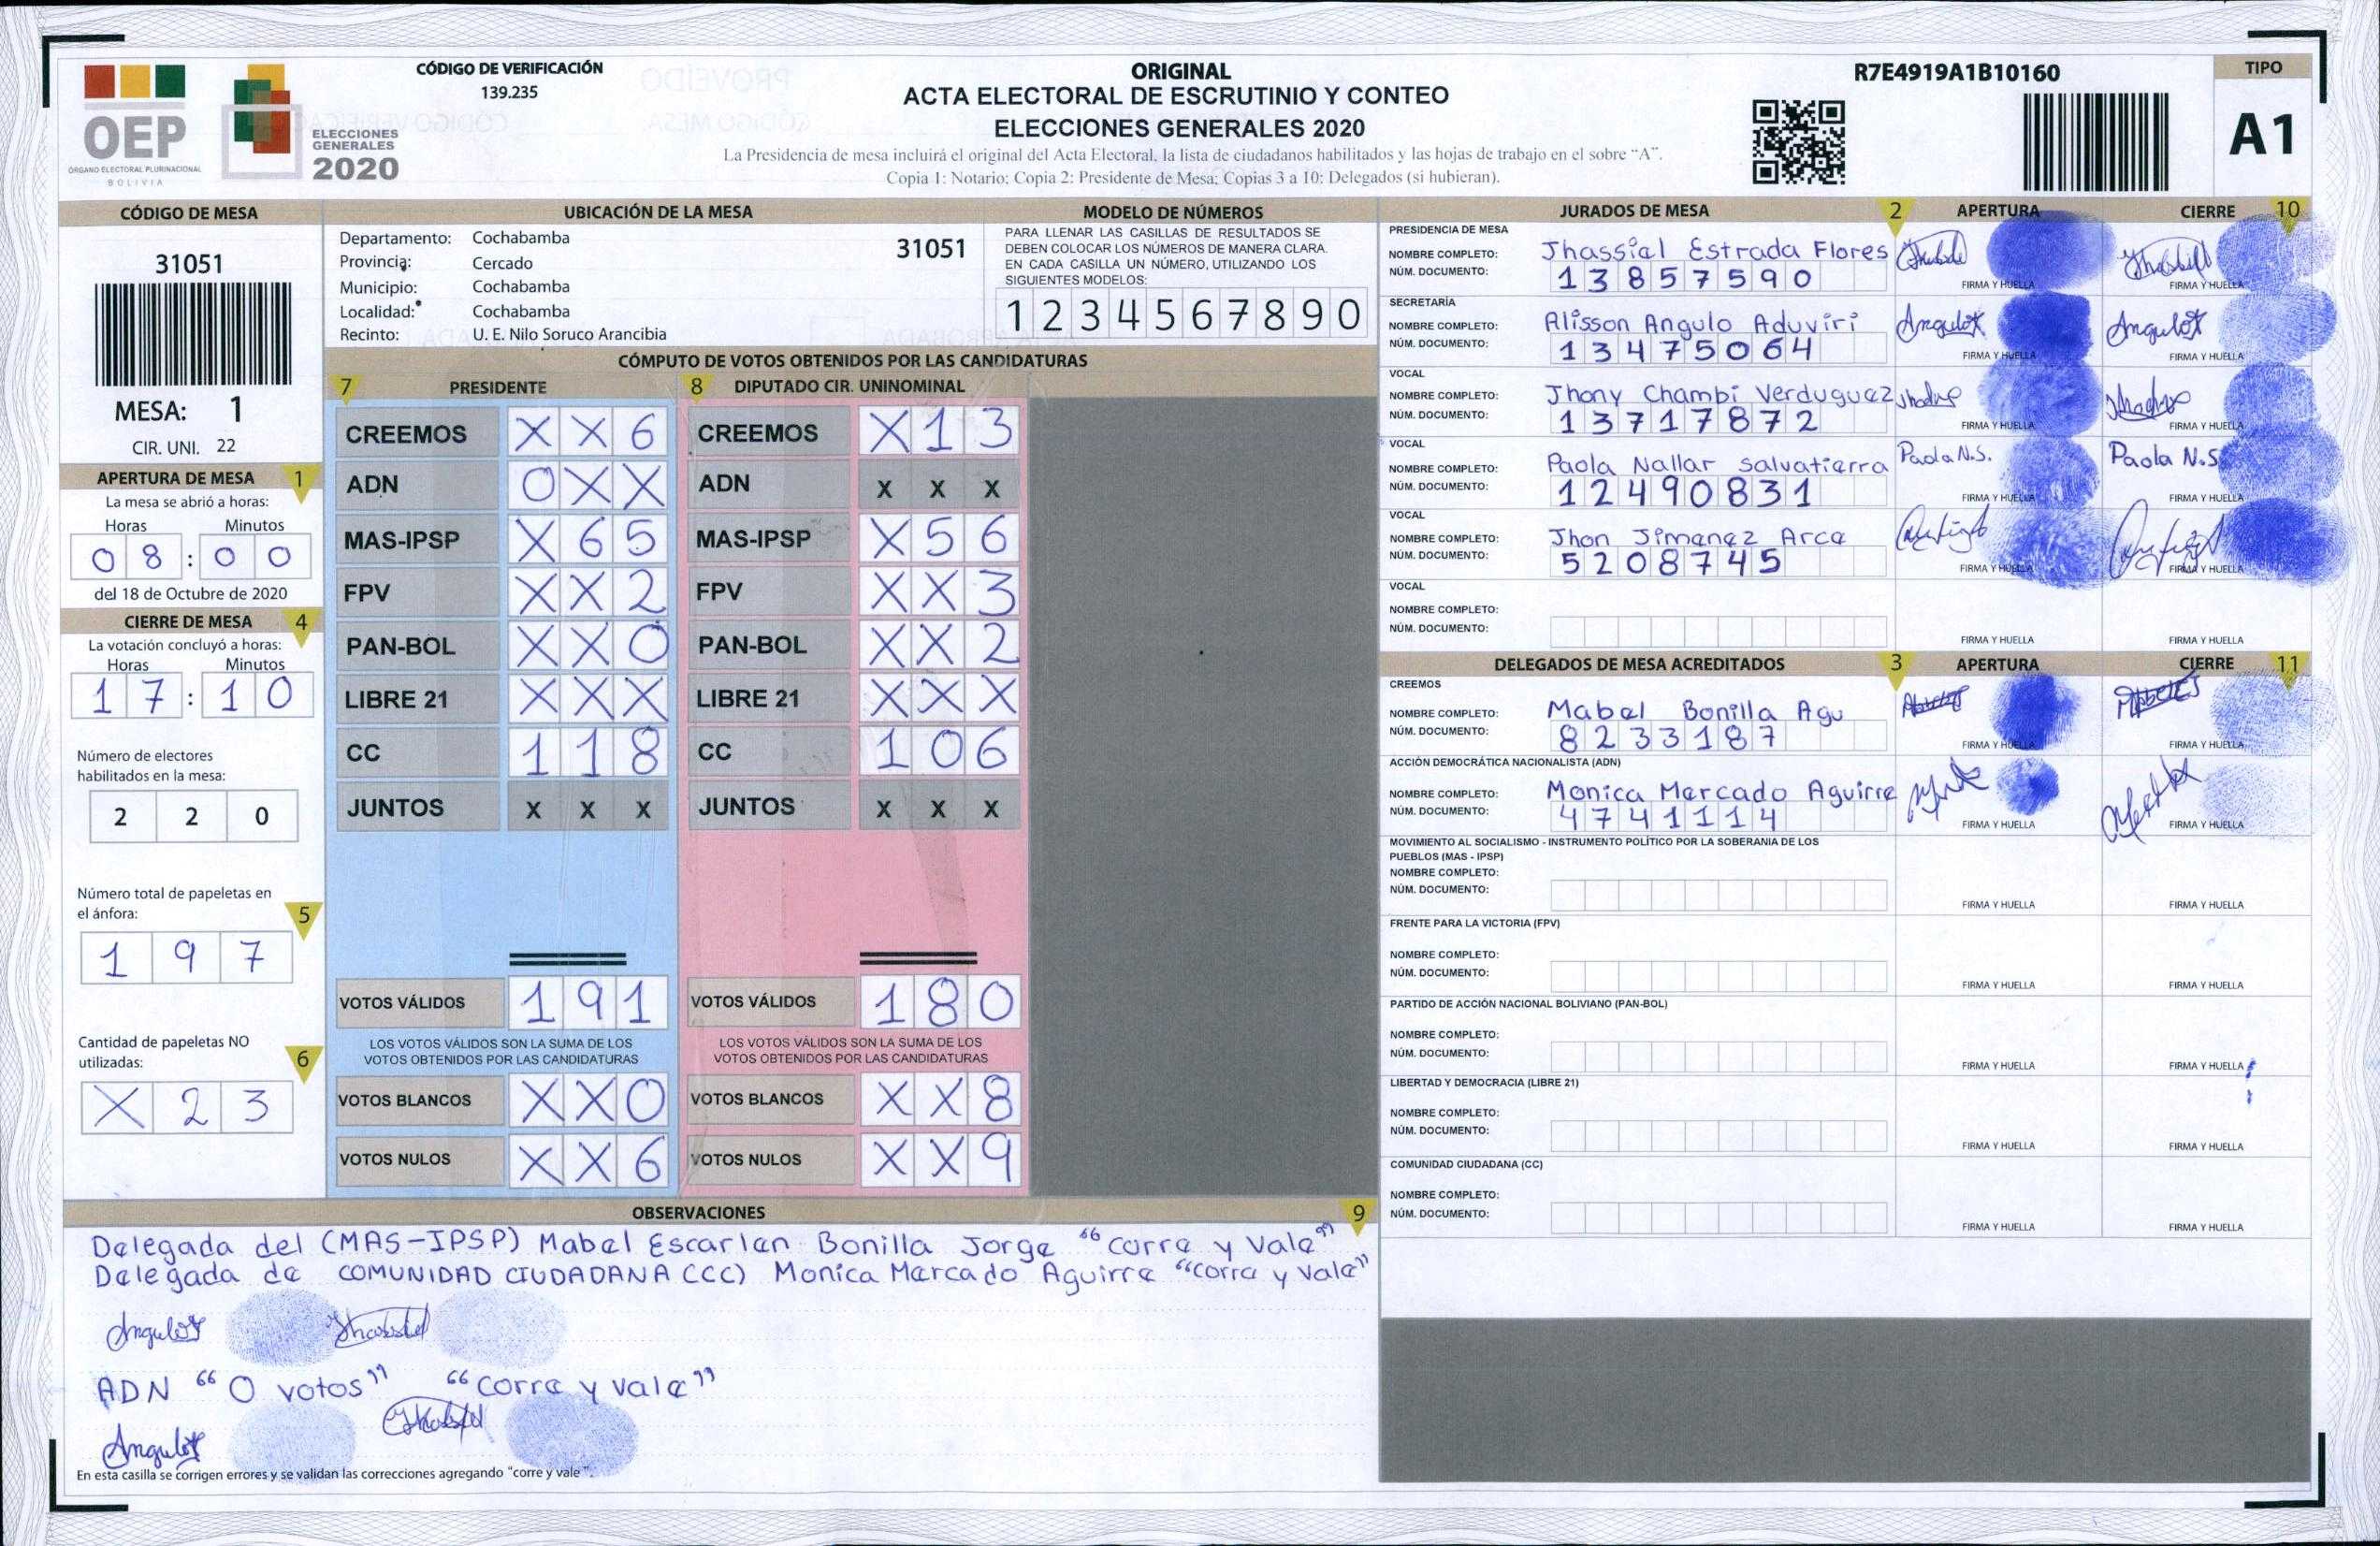 CÓDIGO DE VERIFICACIÓN
139.235
OEP
ÓRGANO ELECTORAL PLURINACIONAL
BOLIVIA
ELECCIONES
GENERALES
2020
ORIGINAL
ACTA ELECTORAL DE ESCRUTINIO Y CONTEO
ELECCIONES GENERALES 2020
La Presidencia de mesa incluirá el original del Acta Electoral, la lista de ciudadanos habilitados y las hojas de trabajo en el sobre "A".
Copia 1: Notario; Copia 2: Presidente de Mesa; Copias 3 a 10: Delegados (si hubieran).
R7E4919A1B10160
TIPO
A1
CÓDIGO DE MESA
31051
MESA: 1
CIR. UNI. 22
APERTURA DE MESA 1
La mesa se abrió a horas:
Horas Minutos
0 8 : 0 0
del 18 de Octubre de 2020
CIERRE DE MESA 4
La votación concluyó a horas:
Horas Minutos
1 7 : 1 0
Número de electores
habilitados en la mesa:
2 2 0
Número total de papeletas en
el ánfora: 5
1 9 7
Cantidad de papeletas NO
utilizadas: 6
X 2 3
UBICACIÓN DE LA MESA
Departamento: Cochabamba
Provincia: Cercado
Municipio: Cochabamba
Localidad: Cochabamba
Recinto: U. E. Nilo Soruco Arancibia
31051
MODELO DE NÚMEROS
PARA LLENAR LAS CASILLAS DE RESULTADOS SE
DEBEN COLOCAR LOS NÚMEROS DE MANERA CLARA.
EN CADA CASILLA UN NÚMERO, UTILIZANDO LOS
SIGUIENTES MODELOS:
1 2 3 4 5 6 7 8 9 0
CÓMPUTO DE VOTOS OBTENIDOS POR LAS CANDIDATURAS
7 PRESIDENTE 8 DIPUTADO CIR. UNINOMINAL
CREEMOS X X 6 CREEMOS X 1 3
ADN 0 X X ADN X X X
MAS-IPSP X 6 5 MAS-IPSP X 5 6
FPV X X 2 FPV X X 3
PAN-BOL X X 0 PAN-BOL X X 2
LIBRE 21 X X X LIBRE 21 X X X
CC 1 1 8 CC 1 0 6
JUNTOS X X X JUNTOS X X X
VOTOS VÁLIDOS 1 9 1 VOTOS VÁLIDOS 1 8 0
LOS VOTOS VÁLIDOS SON LA SUMA DE LOS LOS VOTOS VÁLIDOS SON LA SUMA DE LOS
VOTOS OBTENIDOS POR LAS CANDIDATURAS VOTOS OBTENIDOS POR LAS CANDIDATURAS
VOTOS BLANCOS X X 0 VOTOS BLANCOS X X 8
VOTOS NULOS X X 6 VOTOS NULOS X X 9
OBSERVACIONES 9
Delegada del (MAS-IPSP) Mabel Escarlen Bonilla Jorge "corre y Vale"
Delegada de COMUNIDAD CIUDADANA CCC) Monica Mercado Aguirre "corre y Vale"
ADN "0 votos" "corre y vale"
En esta casilla se corrigen errores y se validan las correcciones agregando "corre y vale".
JURADOS DE MESA 2 APERTURA CIERRE 10
PRESIDENCIA DE MESA
NOMBRE COMPLETO: Jhassiel Estrada Flores
NÚM. DOCUMENTO: 13857590
FIRMA Y HUELLA FIRMA Y HUELLA
SECRETARÍA
NOMBRE COMPLETO: Alisson Angulo Aduviri
NÚM. DOCUMENTO: 13475064
FIRMA Y HUELLA FIRMA Y HUELLA
VOCAL
NOMBRE COMPLETO: Jhony Chambi Verduguez
NÚM. DOCUMENTO: 13717872
FIRMA Y HUELLA FIRMA Y HUELLA
VOCAL
NOMBRE COMPLETO: Paola Nallar Salvatierra Paola N.S. Paola N.S
NÚM. DOCUMENTO: 12490831
FIRMA Y HUELLA FIRMA Y HUELLA
VOCAL
NOMBRE COMPLETO: Jhon Jimenez Arce
NÚM. DOCUMENTO: 5208745
FIRMA Y HUELLA FIRMA Y HUELLA
VOCAL
NOMBRE COMPLETO:
NÚM. DOCUMENTO:
FIRMA Y HUELLA FIRMA Y HUELLA
DELEGADOS DE MESA ACREDITADOS 3 APERTURA CIERRE 11
CREEMOS
NOMBRE COMPLETO: Mabel Bonilla Agu
NÚM. DOCUMENTO: 8233187
FIRMA Y HUELLA FIRMA Y HUELLA
ACCIÓN DEMOCRÁTICA NACIONALISTA (ADN)
NOMBRE COMPLETO: Monica Mercado Aguirre
NÚM. DOCUMENTO: 4741114
FIRMA Y HUELLA FIRMA Y HUELLA
MOVIMIENTO AL SOCIALISMO - INSTRUMENTO POLÍTICO POR LA SOBERANIA DE LOS
PUEBLOS (MAS - IPSP)
NOMBRE COMPLETO:
NÚM. DOCUMENTO:
FIRMA Y HUELLA FIRMA Y HUELLA
FRENTE PARA LA VICTORIA (FPV)
NOMBRE COMPLETO:
NÚM. DOCUMENTO:
FIRMA Y HUELLA FIRMA Y HUELLA
PARTIDO DE ACCIÓN NACIONAL BOLIVIANO (PAN-BOL)
NOMBRE COMPLETO:
NÚM. DOCUMENTO:
FIRMA Y HUELLA FIRMA Y HUELLA
LIBERTAD Y DEMOCRACIA (LIBRE 21)
NOMBRE COMPLETO:
NÚM. DOCUMENTO:
FIRMA Y HUELLA FIRMA Y HUELLA
COMUNIDAD CIUDADANA (CC)
NOMBRE COMPLETO:
NÚM. DOCUMENTO:
FIRMA Y HUELLA FIRMA Y HUELLA